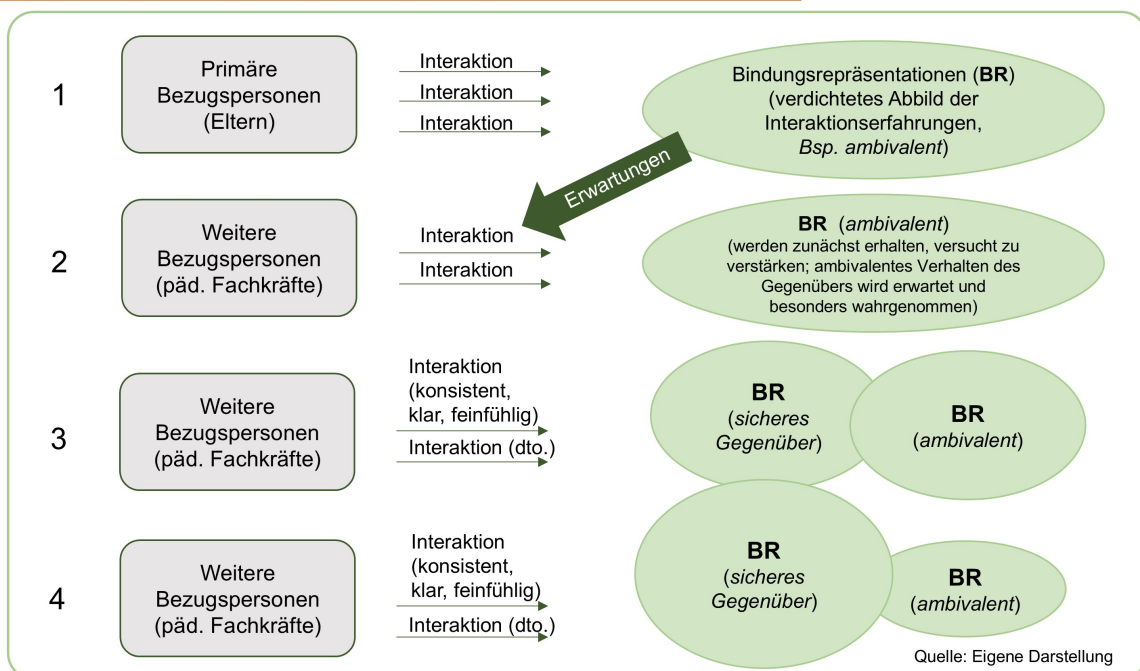 1
Primäre
Bezugspersonen
(Eltern)
Interaktion
Interaktion
Interaktion
Bindungsrepräsentationen (BR)
(verdichtetes Abbild der
Interaktionserfahrungen,
Bsp. ambivalent)
Erwartungen
2
Weitere
Bezugspersonen
(päd. Fachkräfte)
Interaktion
Interaktion
BR (ambivalent)
(werden zunächst erhalten, versucht zu
verstärken; ambivalentes Verhalten des
Gegenübers wird erwartet und
besonders wahrgenommen)
3
Weitere
Bezugspersonen
(päd. Fachkräfte)
Interaktion
(konsistent,
klar, feinfühlig)
Interaktion (dto.)
BR
(sicheres
Gegenüber)
BR
(ambivalent)
4
Weitere
Bezugspersonen
(päd. Fachkräfte)
Interaktion
(konsistent,
klar, feinfühlig)
Interaktion (dto.)
BR
(sicheres
Gegenüber)
BR
(ambivalent)
Quelle: Eigene Darstellung